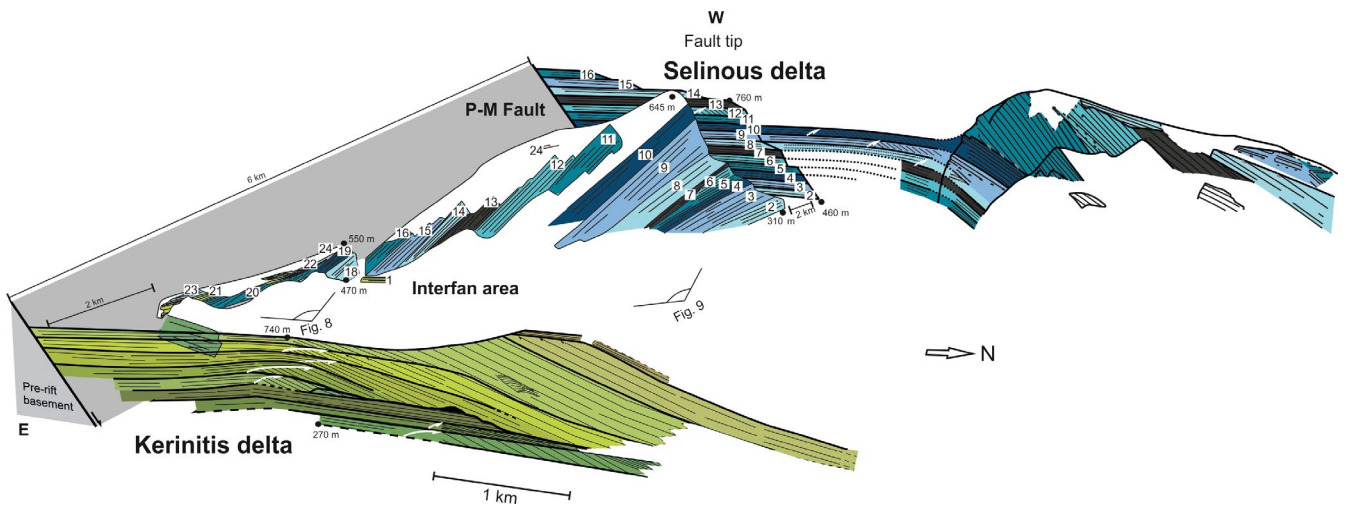 W
Fault tip
Selinous delta
P-M Fault
6 km
16
15
14
645 m
760 m
13
12
11
10
9
8
7
6
5
4
3
2
2 km
460 m
310 m
11
24
12
10
9
8
7
6
5
4
3
2
13
14
15
16
550 m
24
19
18
22
470 m
1
23
21
20
Interfan area
2 km
Fig. 8
Fig. 9
740 m
N
Pre-rift
basement
E
Kerinitis delta
270 m
1 km